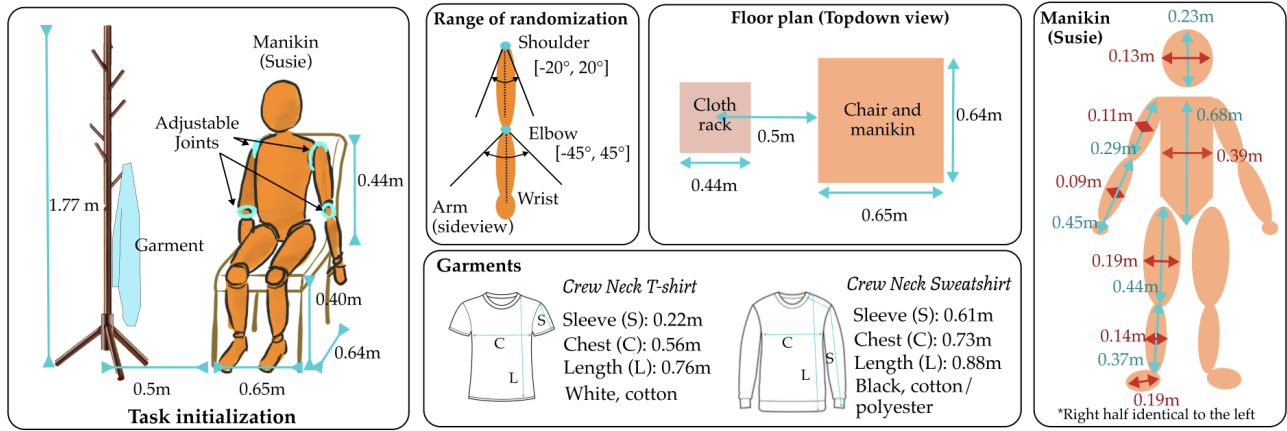 Manikin
(Susie)
Adjustable
Joints
0.44m
1.77 m
Garment
0.40m
0.64m
0.5m
0.65m
Task initialization
Range of randomization
Shoulder
[-20°, 20°]
Elbow
[-45°, 45°]
Wrist
Arm
(sideview)
Floor plan (Topdown view)
Cloth
rack
Chair and
manikin
0.5m
0.64m
0.44m
0.65m
Garments
Crew Neck T-shirt
S
C
L
Sleeve (S): 0.22m
Chest (C): 0.56m
Length (L): 0.76m
White, cotton
Crew Neck Sweatshirt
C
S
L
Sleeve (S): 0.61m
Chest (C): 0.73m
Length (L): 0.88m
Black, cotton/
polyester
Manikin
(Susie)
0.23m
0.13m
0.11m
0.68m
0.29m
0.39m
0.09m
0.45m
0.19m
0.44m
0.14m
0.37m
0.19m
*Right half identical to the left